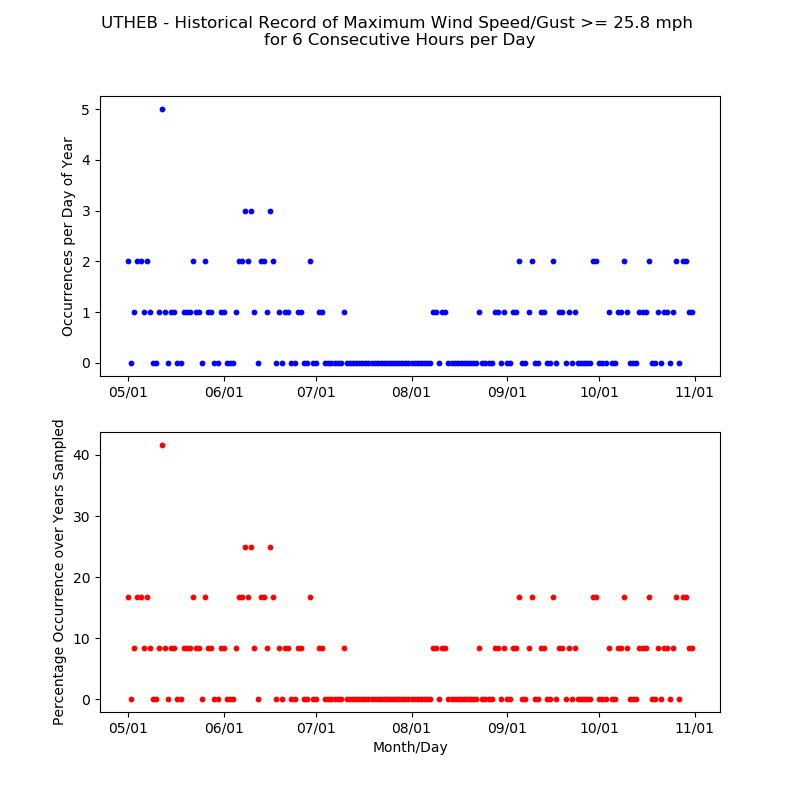 UTHEB - Historical Record of Maximum Wind Speed/Gust >= 25.8 mph
for 6 Consecutive Hours per Day
Occurrences per Day of Year
5
4
3
2
1
0
05/01 06/01 07/01 08/01 09/01 10/01 11/01
Percentage Occurrence over Years Sampled
40
30
20
10
0
05/01 06/01 07/01 08/01 09/01 10/01 11/01
Month/Day